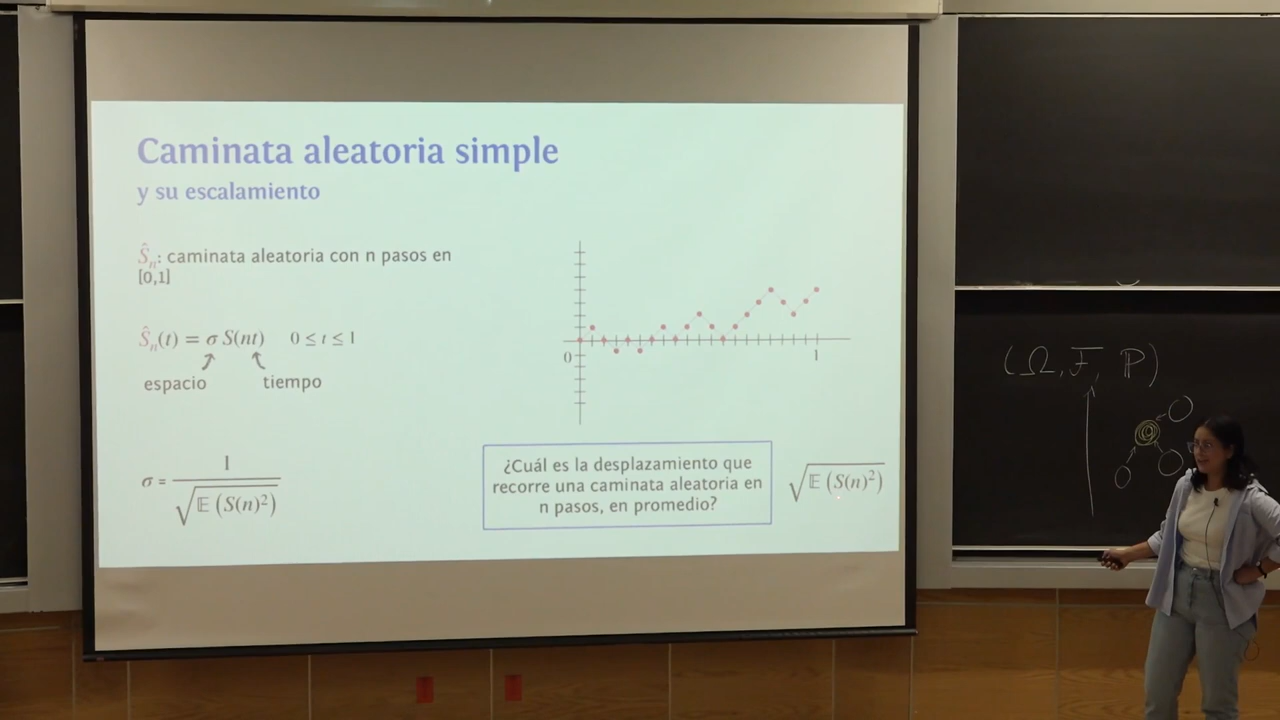 Caminata aleatoria simple
y su escalamiento
Ŝₙ: caminata aleatoria con n pasos en
[0,1]
Ŝₙ(t) = σ S(nt) 0 ≤ t ≤ 1
espacio tiempo
σ = 1 / √𝔼 (S(n)²)
0
1
¿Cuál es la desplazamiento que
recorre una caminata aleatoria en
n pasos, en promedio?
√𝔼 (S(n)²)
(Ω, F, ℙ)